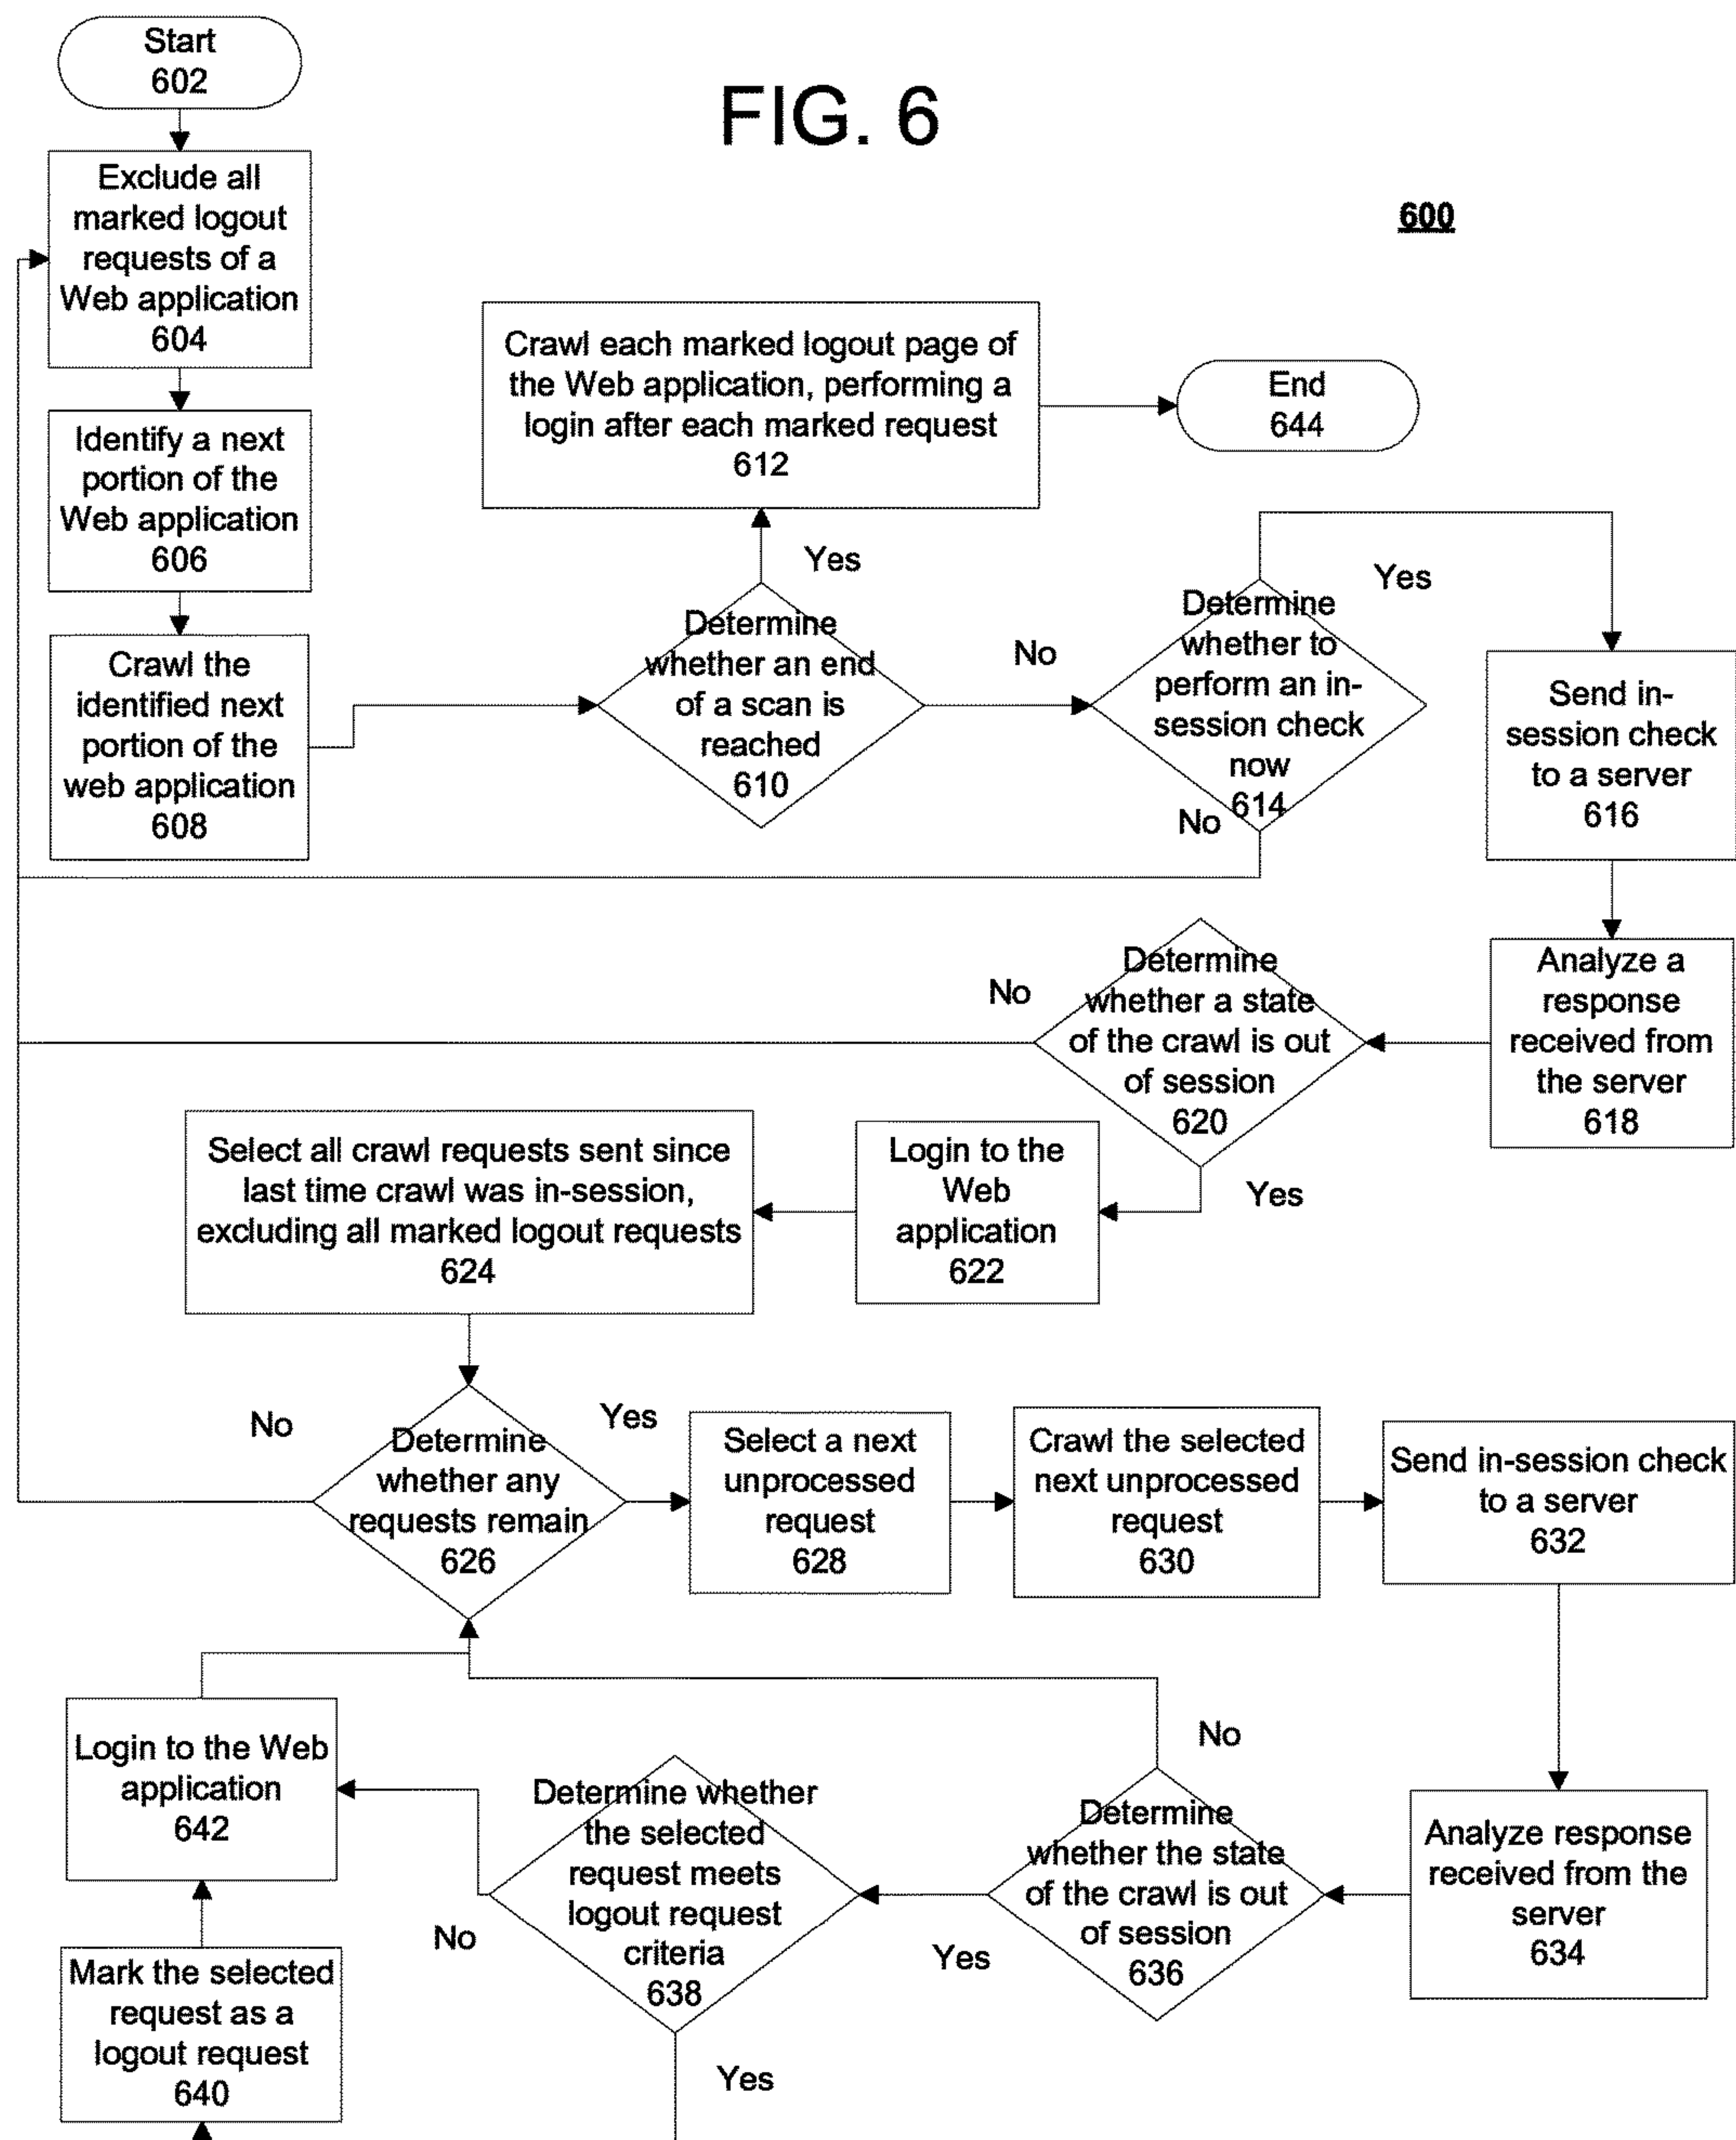 Start
602
FIG. 6
600
Exclude all
marked logout
requests of a
Web application
604
Identify a next
portion of the
Web application
606
Crawl the
identified next
portion of the
web application
608
Crawl each marked logout page of
the Web application, performing a
login after each marked request
612
End
644
Yes
Determine
whether an end
of a scan is
reached
610
No
Determine
whether to
perform an in-
session check
now
614
Yes
No
Send in-
session check
to a server
616
Analyze a
response
received from
the server
618
Determine
whether a state
of the crawl is out
of session
620
No
Yes
Login to the
Web
application
622
Select all crawl requests sent since
last time crawl was in-session,
excluding all marked logout requests
624
No
Determine
whether any
requests remain
626
Yes
Select a next
unprocessed
request
628
Crawl the selected
next unprocessed
request
630
Send in-session check
to a server
632
Analyze response
received from the
server
634
No
Determine
whether the state
of the crawl is out
of session
636
Yes
Determine whether
the selected
request meets
logout request
criteria
638
No
Yes
Login to the Web
application
642
Mark the selected
request as a
logout request
640